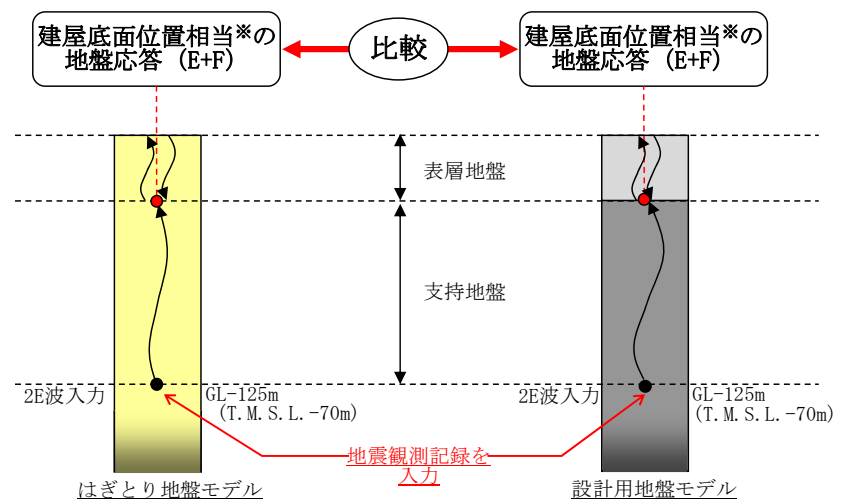 建屋底面位置相当※の
地盤応答（E+F）
比較
建屋底面位置相当※の
地盤応答（E+F）
表層地盤
支持地盤
2E波入力
GL-125m
(T.M.S.L.-70m)
2E波入力
GL-125m
(T.M.S.L.-70m)
地震観測記録を
入力
はぎとり地盤モデル
設計用地盤モデル